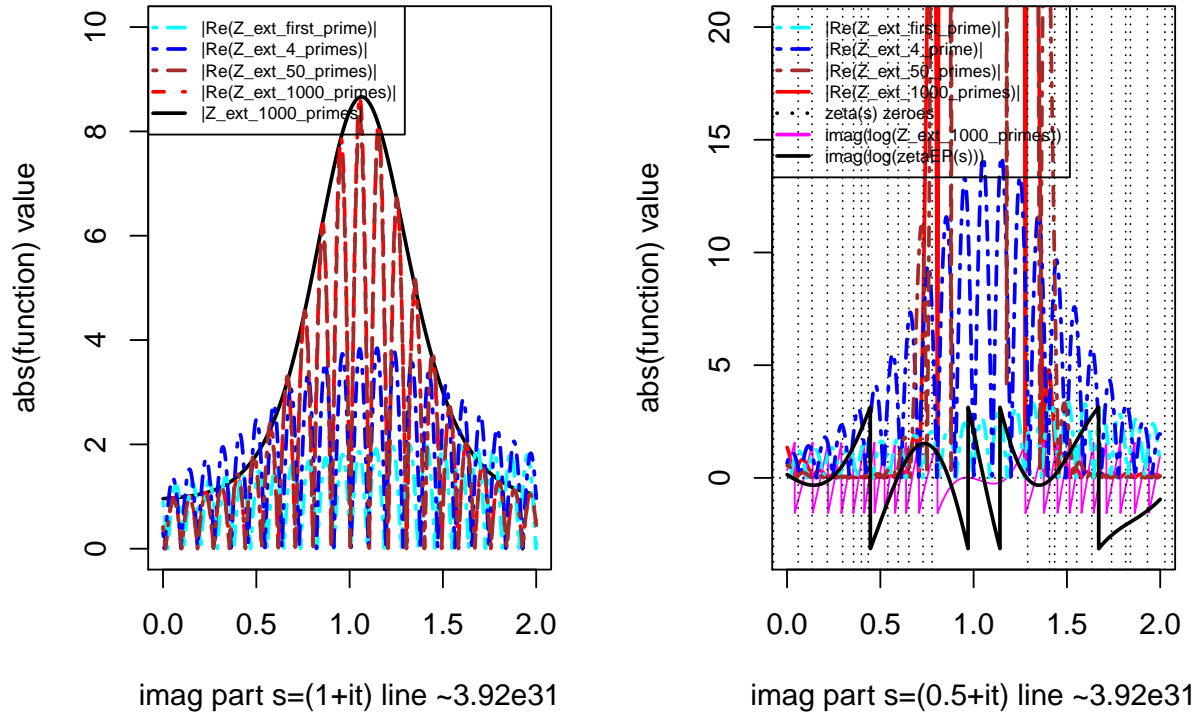 abs(function) value
10
8
6
4
2
0
|Re(Z_ext_first_prime)|
|Re(Z_ext_4_primes)|
|Re(Z_ext_50_primes)|
|Re(Z_ext_1000_primes)|
|Z_ext_1000_primes|
0.0 0.5 1.0 1.5 2.0
imag part s=(1+it) line ~3.92e31
abs(function) value
20
15
10
5
0
|Re(Z_ext_first_prime)|
|Re(Z_ext_4_prime)|
|Re(Z_ext_50_primes)|
|Re(Z_ext_1000_primes)|
zeta(s) zeroes
imag(log(Z_ext_1000_primes))
imag(log(zetaEP(s)))
0.0 0.5 1.0 1.5 2.0
imag part s=(0.5+it) line ~3.92e31